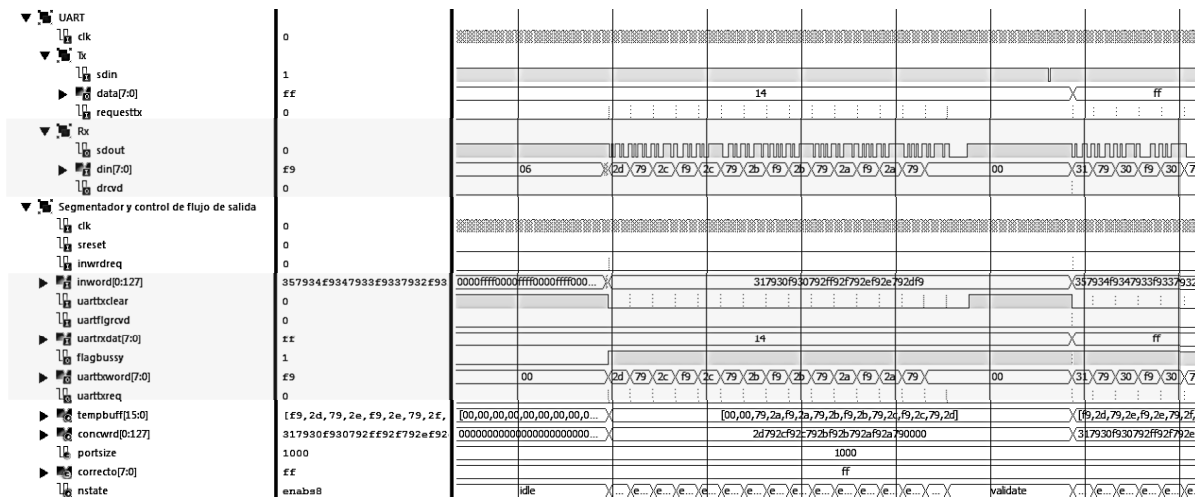 UART
clk 0
Tx
sdin 1
data[7:0] ff 14 ff
requesttx 0
Rx
sdout 0
din[7:0] f9 06 2d 79 2c f9 2c 79 2b f9 2b 79 2a f9 2a 79 00 31 79 30 f9 30 7
drcvd 0
Segmentador y control de flujo de salida
clk 0
sreset 0
inwrdreq 0
inword[0:127] 357934f9347933f9337932f93 0000ffff0000ffff0000ffff000... 317930f930792ff92f792ef92e792df9 357934f9347933f9337932
uarttxclear 0
uartflgrcvd 0
uartrxdat[7:0] ff 14 ff
flagbussy 1
uarttxword[7:0] f9 00 2d 79 2c f9 2c 79 2b f9 2b 79 2a f9 2a 79 00 31 79 30 f9 30 7
uarttxreq 0
tempbuff[15:0] [f9,2d,79,2e,f9,2e,79,2f, [00,00,00,00,00,00,00,00,0... [00,00,79,2a,f9,2a,79,2b,f9,2b,79,2c,f9,2c,79,2d] [f9,2d,79,2e,f9,2e,79,2f,
concwrd[0:127] 317930f930792ff92f792ef92 00000000000000000000000... 2d792cf92c792bf92b792af92a790000 317930f930792ff92f792e
portsize 1000 1000
correcto[7:0] ff ff
nstate enabs8 idle ... e... e... e... e... e... e... ... validate ... e... e... e...